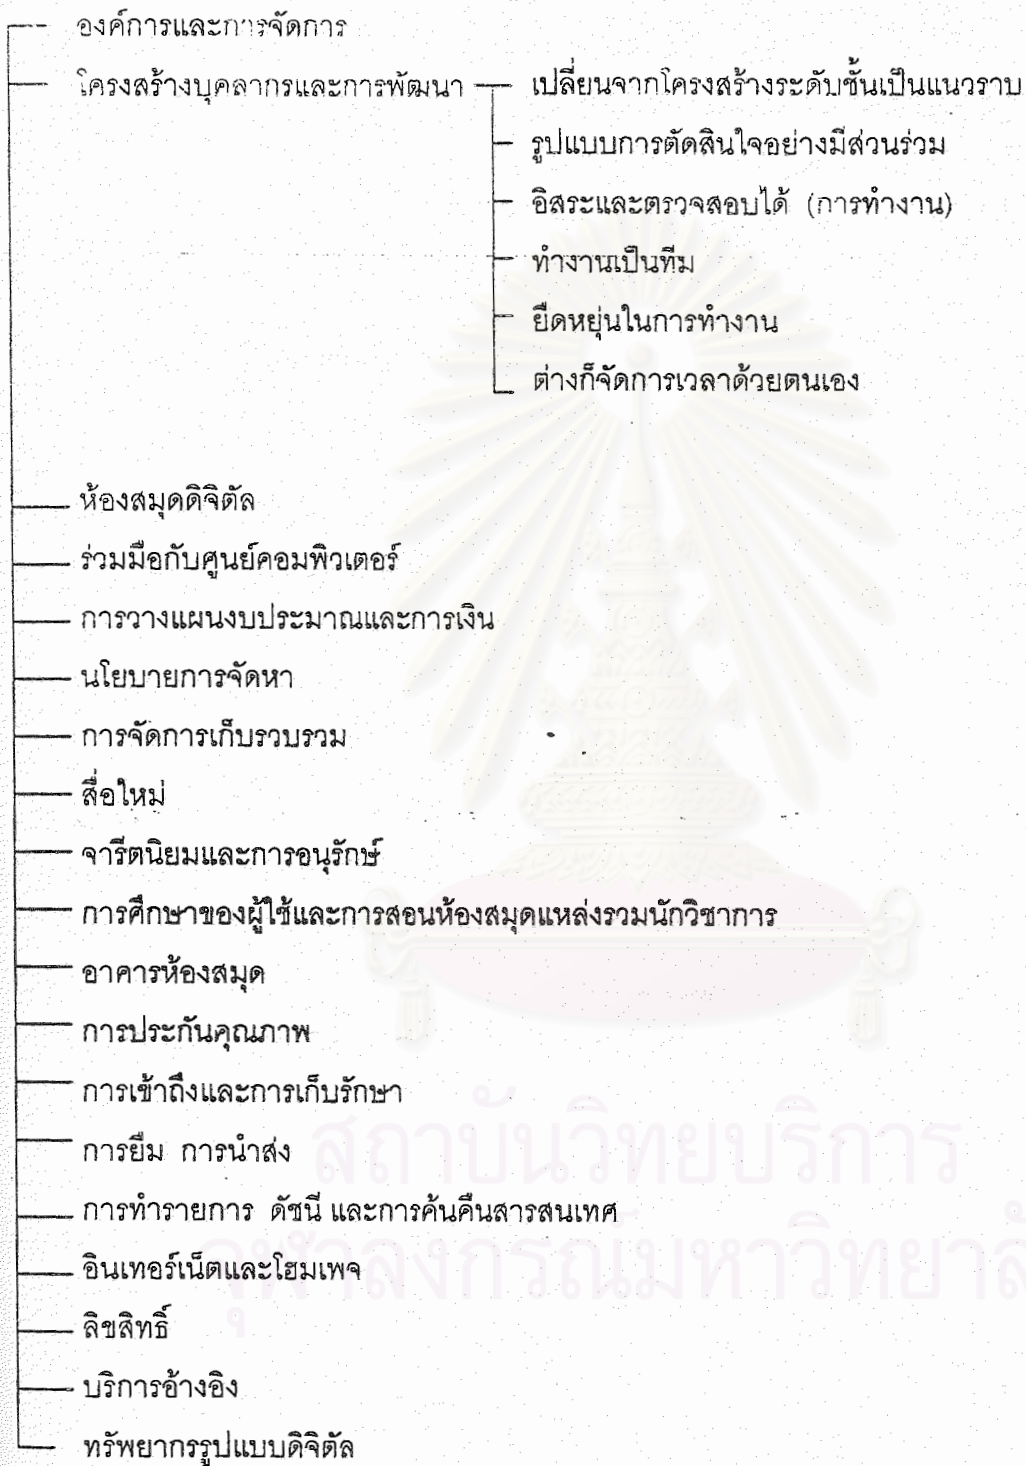 องค์การและการจัดการ
โครงสร้างบุคลากรและการพัฒนา เปลี่ยนจากโครงสร้างระดับชั้นเป็นแนวราบ
รูปแบบการตัดสินใจอย่างมีส่วนร่วม
อิสระและตรวจสอบได้ (การทำงาน)
ทำงานเป็นทีม
ยืดหยุ่นในการทำงาน
ต่างก็จัดการเวลาด้วยตนเอง
ห้องสมุดดิจิตัล
ร่วมมือกับศูนย์คอมพิวเตอร์
การวางแผนงบประมาณและการเงิน
นโยบายการจัดหา
การจัดการเก็บรวบรวม
สื่อใหม่
จารีตนิยมและการอนุรักษ์
การศึกษาของผู้ใช้และการสอนห้องสมุดแหล่งรวมนักวิชาการ
อาคารห้องสมุด
การประกันคุณภาพ
การเข้าถึงและการเก็บรักษา
การยืม การนำส่ง
การทำรายการ ดัชนี และการค้นคืนสารสนเทศ
อินเทอร์เน็ตและโฮมเพจ
ลิขสิทธิ์
บริการอ้างอิง
ทรัพยากรรูปแบบดิจิตัล
สถาบันวิทยบริการ
จุฬาลงกรณ์มหาวิทยาลั